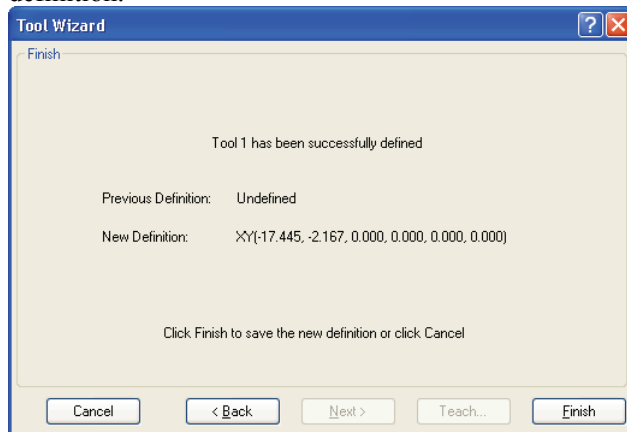 definition.
Tool Wizard
Finish
Tool 1 has been successfully defined
Previous Definition: Undefined
New Definition: XY(-17.445, -2.167, 0.000, 0.000, 0.000, 0.000)
Click Finish to save the new definition or click Cancel
Cancel < Back Next > Teach... Finish